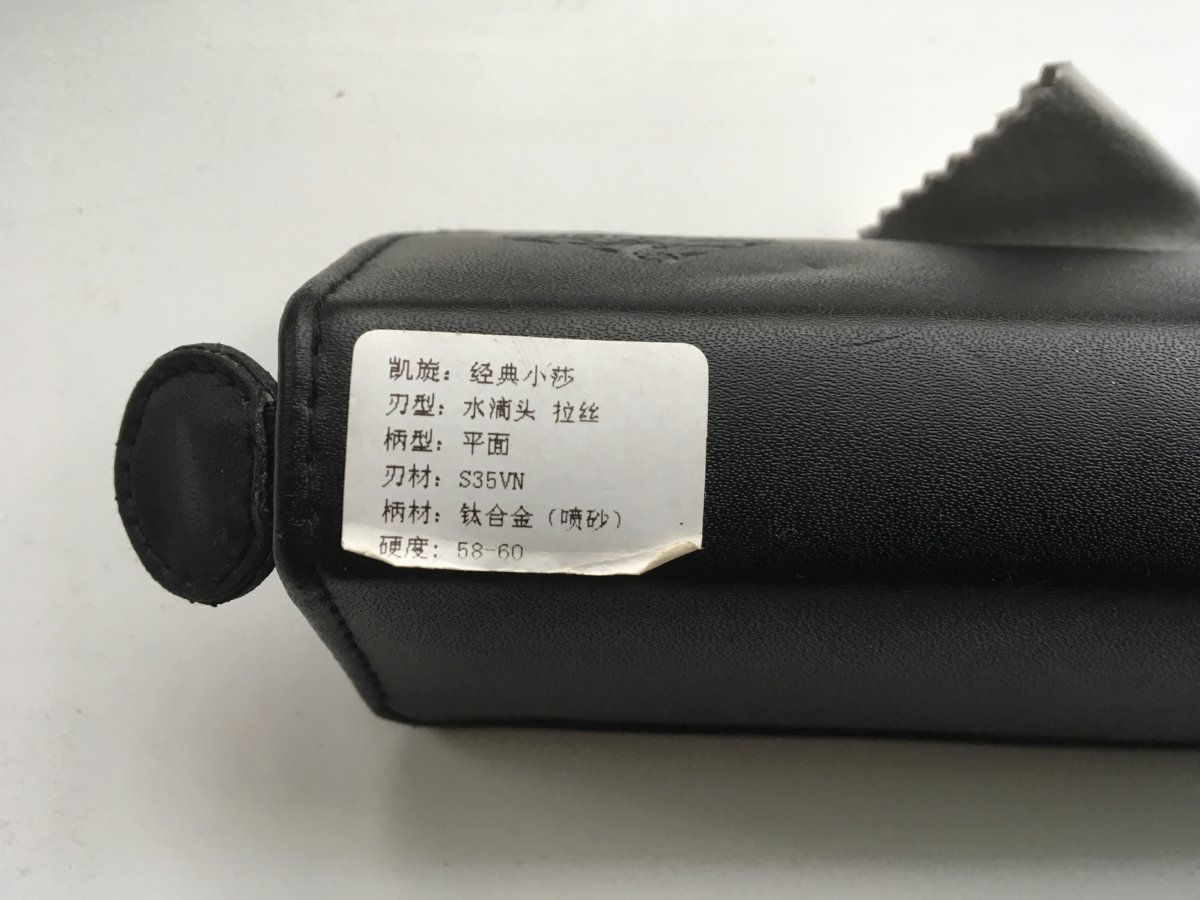 凯旋：经典小莎
刃型：水滴头 拉丝
柄型：平面
刃材：S35VN
柄材：钛合金（喷砂）
硬度：58-60